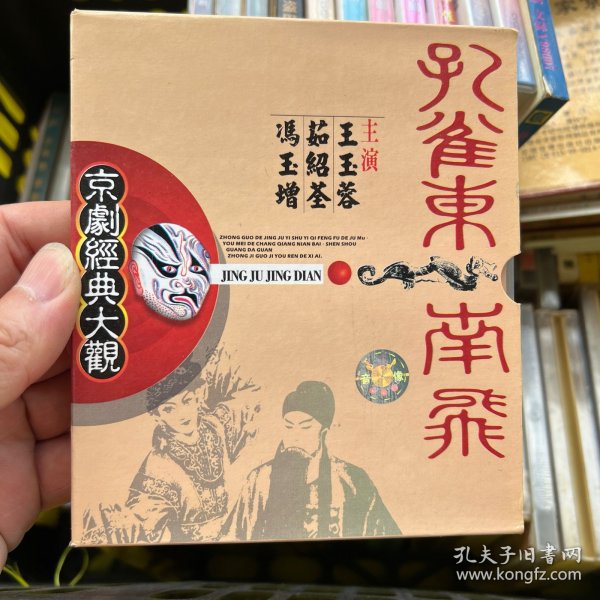 孔雀東南飛
主演
王玉蓉
茹紹荃
馮玉增
京劇經典大觀
ZHONG GUO DE JING JU YI SHU YI QI FENG FU DE JU MU
YOU MEI DE CHANG QIANG NIAN BAI · SHEN SHOU
GUANG DA GUAN
ZHONG JI GUO JI YOU REN DE XI AI.
JING JU JING DIAN
音像
孔夫子旧书网
www.kongfz.com